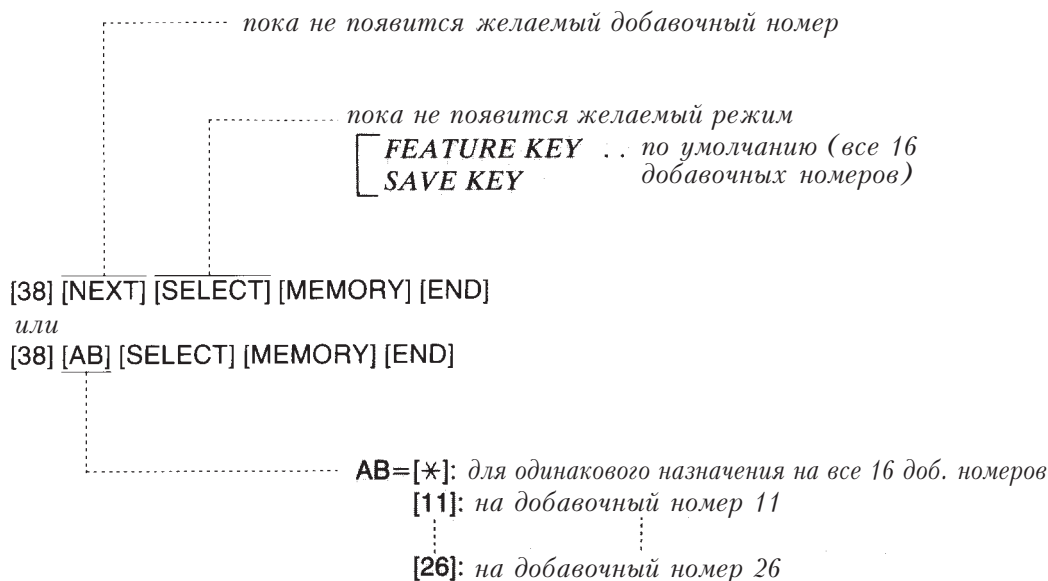 пока не появится желаемый добавочный номер
пока не появится желаемый режим
FEATURE KEY .. по умолчанию (все 16
SAVE KEY добавочных номеров)
[38] [NEXT] [SELECT] [MEMORY] [END]
или
[38] [AB] [SELECT] [MEMORY] [END]
AB=[*]: для одинакового назначения на все 16 доб. номеров
[11]: на добавочный номер 11
[26]: на добавочный номер 26